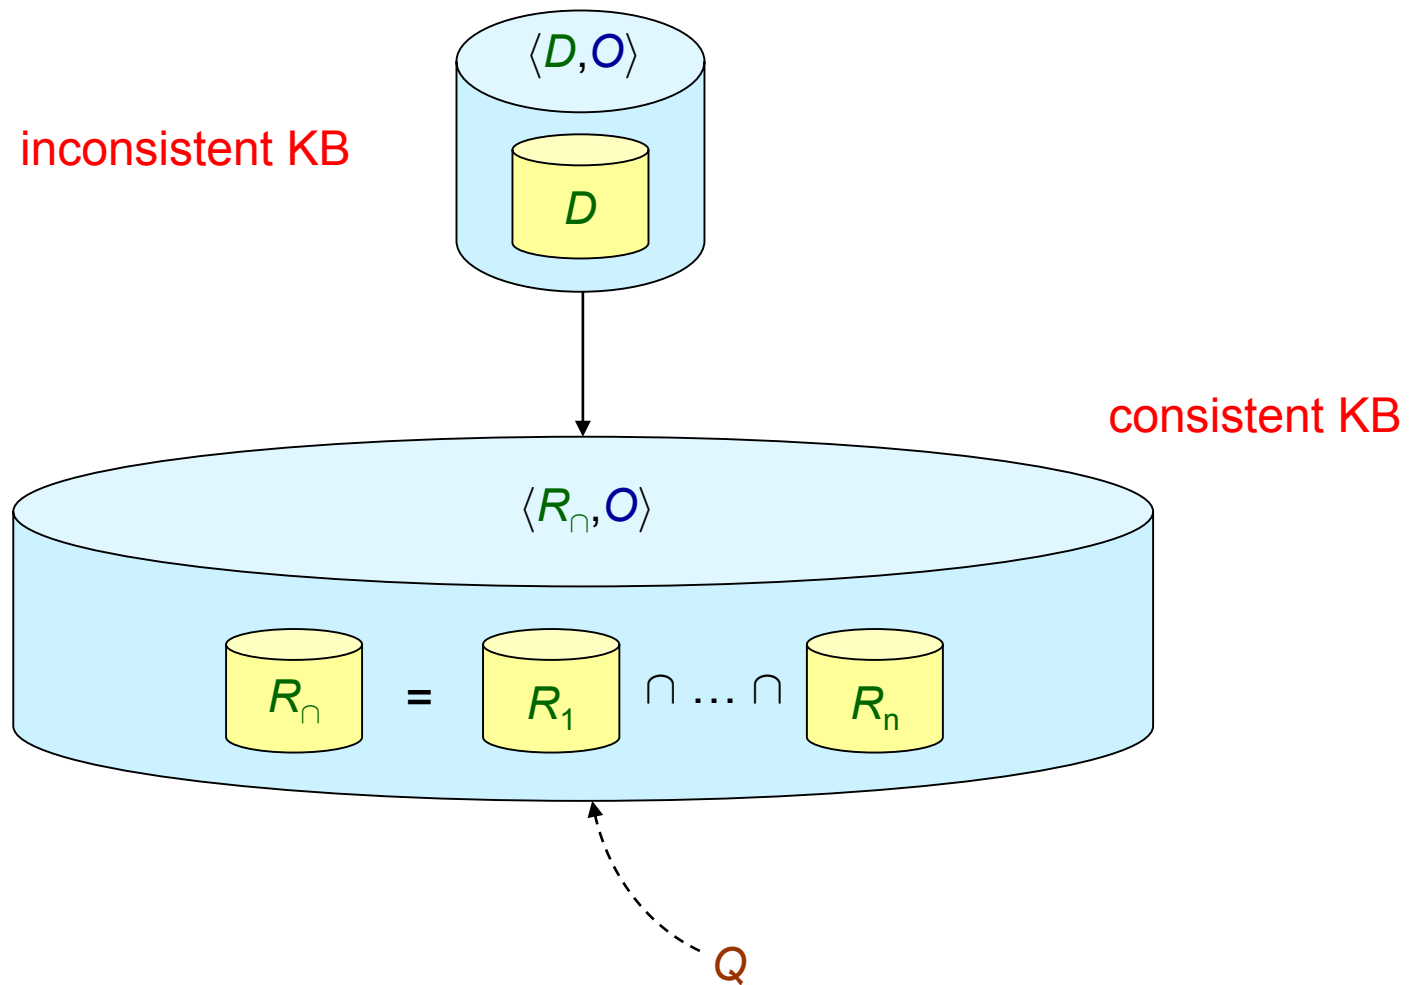 ⟨D,O⟩
inconsistent KB
D
consistent KB
⟨R∩,O⟩
R∩ = R1 ∩ … ∩ Rn
Q